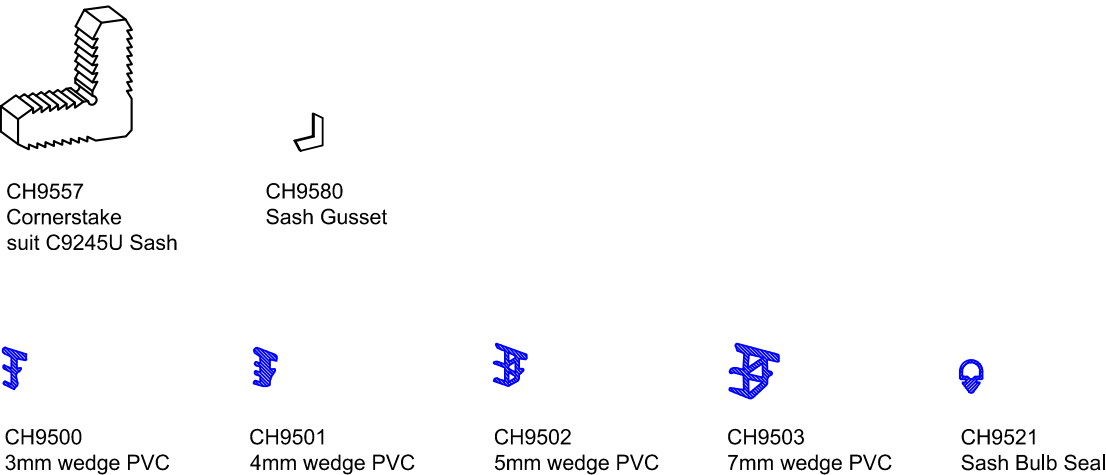 CH9557
Cornerstake
suit C9245U Sash
CH9580
Sash Gusset
CH9500
3mm wedge PVC
CH9501
4mm wedge PVC
CH9502
5mm wedge PVC
CH9503
7mm wedge PVC
CH9521
Sash Bulb Seal